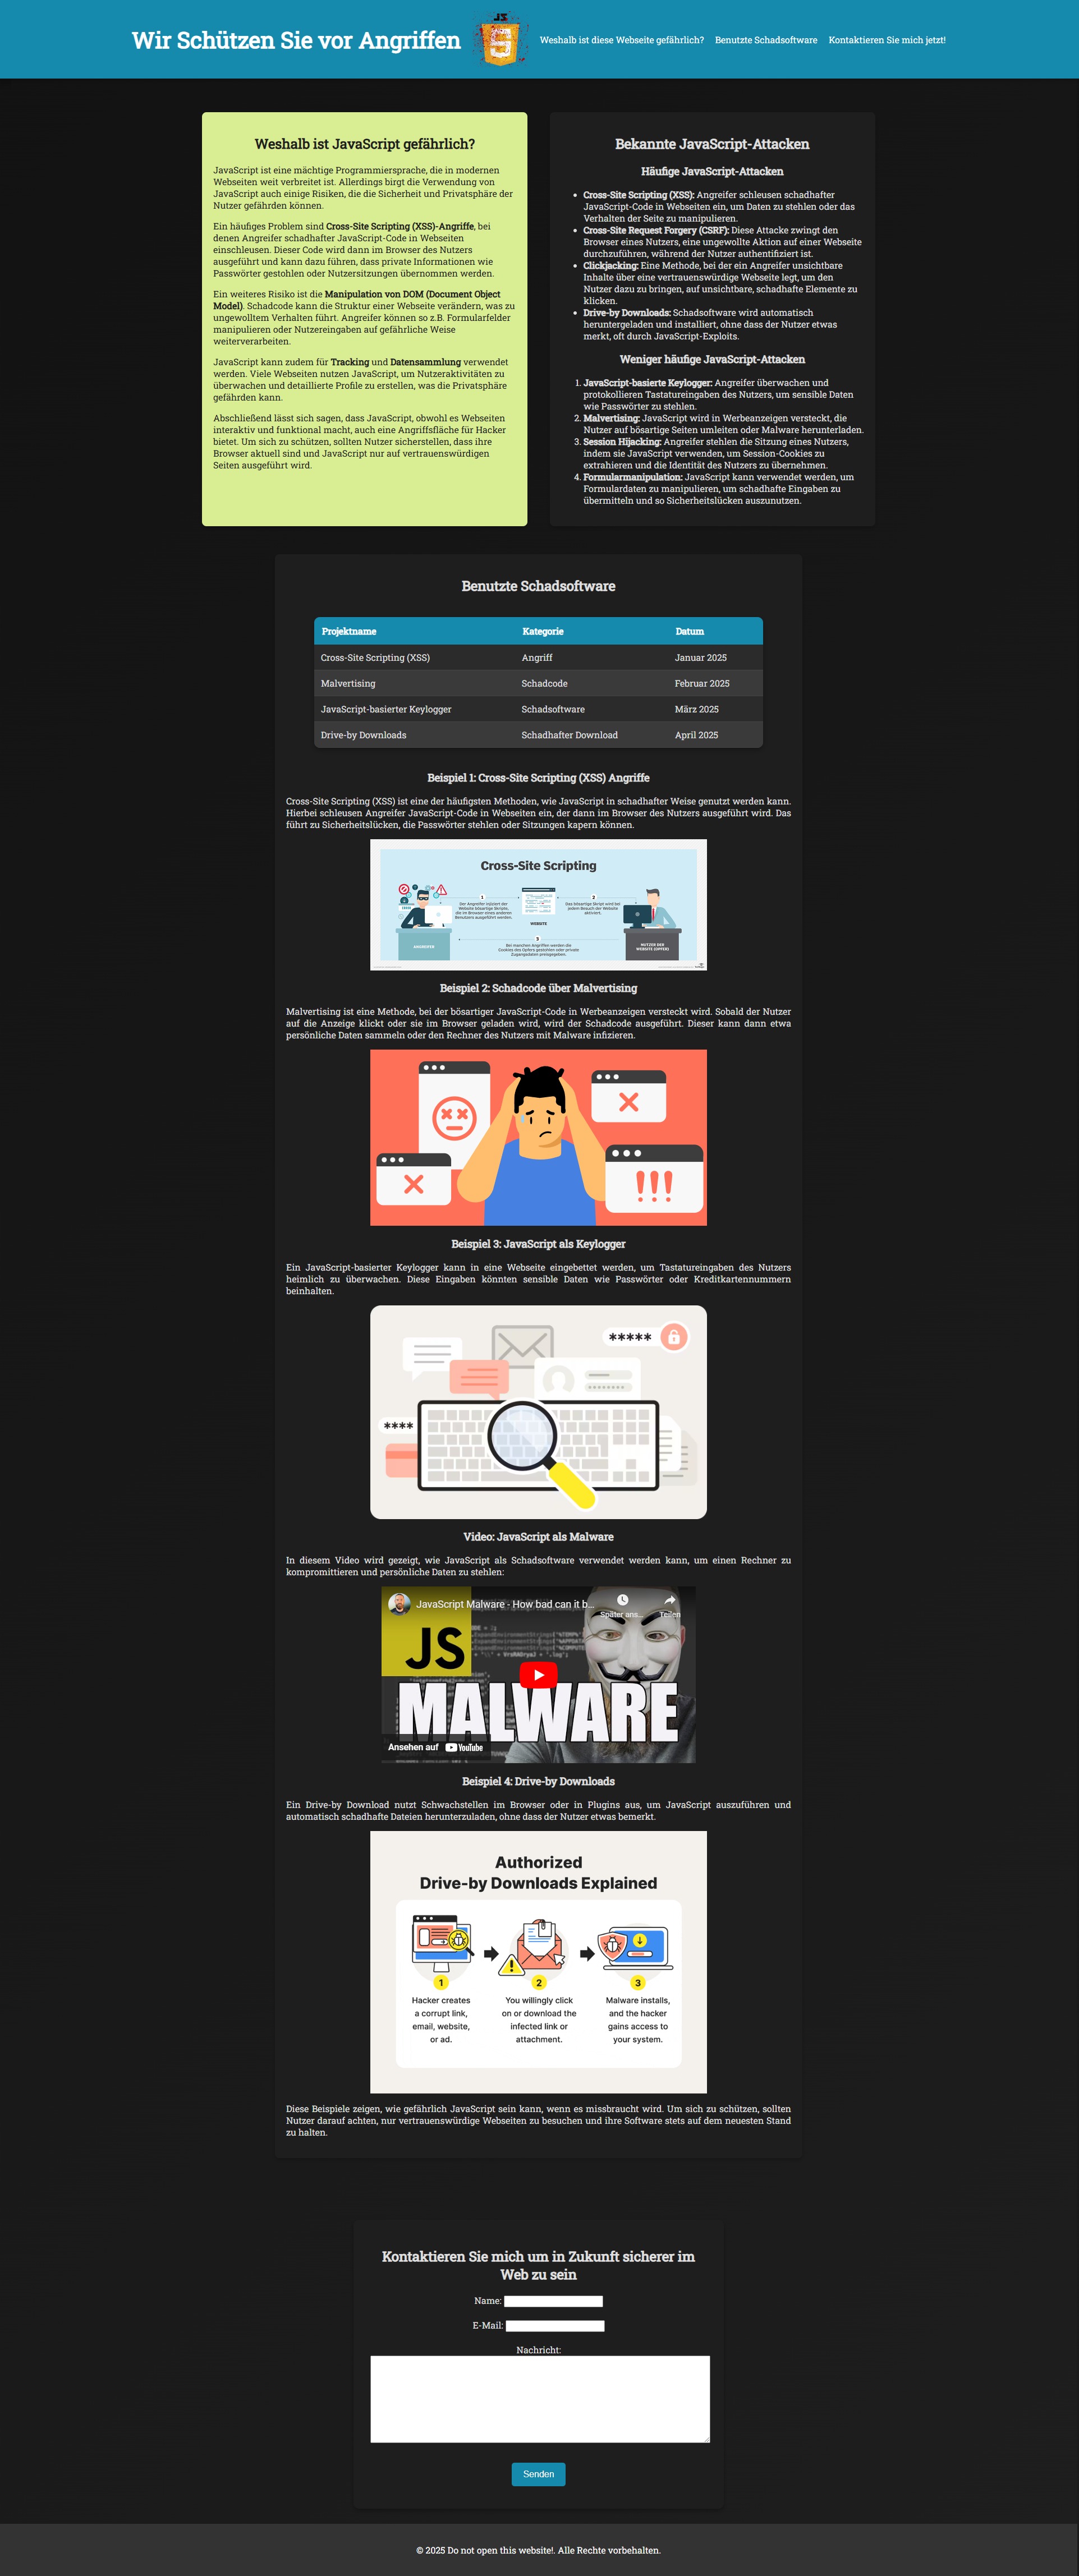 Wir Schützen Sie vor Angriffen
JS
Weshalb ist diese Webseite gefährlich?
Benutzte Schadsoftware
Kontaktieren Sie mich jetzt!
Weshalb ist JavaScript gefährlich?
JavaScript ist eine mächtige Programmiersprache, die in modernen
Webseiten weit verbreitet ist. Allerdings birgt die Verwendung von
JavaScript auch einige Risiken, die die Sicherheit und Privatsphäre der
Nutzer gefährden können.
Ein häufiges Problem sind Cross-Site Scripting (XSS)-Angriffe, bei
denen Angreifer schadhafter JavaScript-Code in Webseiten
einschleusen. Dieser Code wird dann im Browser des Nutzers
ausgeführt und kann dazu führen, dass private Informationen wie
Passwörter gestohlen oder Nutzersitzungen übernommen werden.
Ein weiteres Risiko ist die Manipulation von DOM (Document Object
Model). Schadcode kann die Struktur einer Webseite verändern, was zu
ungewolltem Verhalten führt. Angreifer können so z.B. Formularfelder
manipulieren oder Nutzereingaben auf gefährliche Weise
weiterverarbeiten.
JavaScript kann zudem für Tracking und Datensammlung verwendet
werden. Viele Webseiten nutzen JavaScript, um Nutzeraktivitäten zu
überwachen und detaillierte Profile zu erstellen, was die Privatsphäre
gefährden kann.
Abschließend lässt sich sagen, dass JavaScript, obwohl es Webseiten
interaktiv und funktional macht, auch eine Angriffsfläche für Hacker
bietet. Um sich zu schützen, sollten Nutzer sicherstellen, dass ihre
Browser aktuell sind und JavaScript nur auf vertrauenswürdigen
Seiten ausgeführt wird.
Bekannte JavaScript-Attacken
Häufige JavaScript-Attacken
• Cross-Site Scripting (XSS): Angreifer schleusen schadhafter
JavaScript-Code in Webseiten ein, um Daten zu stehlen oder das
Verhalten der Seite zu manipulieren.
• Cross-Site Request Forgery (CSRF): Diese Attacke zwingt den
Browser eines Nutzers, eine ungewollte Aktion auf einer Webseite
durchzuführen, während der Nutzer authentifiziert ist.
• Clickjacking: Eine Methode, bei der ein Angreifer unsichtbare
Inhalte über eine vertrauenswürdige Webseite legt, um den
Nutzer dazu zu bringen, auf unsichtbare, schadhafte Elemente zu
klicken.
• Drive-by Downloads: Schadsoftware wird automatisch
heruntergeladen und installiert, ohne dass der Nutzer etwas
merkt, oft durch JavaScript-Exploits.
Weniger häufige JavaScript-Attacken
1. JavaScript-basierte Keylogger: Angreifer überwachen und
protokollieren Tastatureingaben des Nutzers, um sensible Daten
wie Passwörter zu stehlen.
2. Malvertising: JavaScript wird in Werbeanzeigen versteckt, die
Nutzer auf bösartige Seiten umleiten oder Malware herunterladen.
3. Session Hijacking: Angreifer stehlen die Sitzung eines Nutzers,
indem sie JavaScript verwenden, um Session-Cookies zu
extrahieren und die Identität des Nutzers zu übernehmen.
4. Formularmanipulation: JavaScript kann verwendet werden, um
Formulardaten zu manipulieren, um schadhafte Eingaben zu
übermitteln und so Sicherheitslücken auszunutzen.
Benutzte Schadsoftware
Projektname Kategorie Datum
Cross-Site Scripting (XSS) Angriff Januar 2025
Malvertising Schadcode Februar 2025
JavaScript-basierter Keylogger Schadsoftware März 2025
Drive-by Downloads Schadhafter Download April 2025
Beispiel 1: Cross-Site Scripting (XSS) Angriffe
Cross-Site Scripting (XSS) ist eine der häufigsten Methoden, wie JavaScript in schadhafter Weise genutzt werden kann.
Hierbei schleusen Angreifer JavaScript-Code in Webseiten ein, der dann im Browser des Nutzers ausgeführt wird. Das
führt zu Sicherheitslücken, die Passwörter stehlen oder Sitzungen kapern können.
Cross-Site Scripting
1
Der Angreifer injiziert der
Website bösartige Skripts,
die im Browser eines anderen
Benutzers ausgeführt werden.
WEBSITE
2
Das bösartige Skript wird bei
jedem Besuch der Website
aktiviert.
3
Bei manchen Angriffen werden die
Cookies des Opfers gestohlen oder private
Zugangsdaten preisgegeben.
ANGREIFER
NUTZER DER
WEBSITE (OPFER)
Beispiel 2: Schadcode über Malvertising
Malvertising ist eine Methode, bei der bösartiger JavaScript-Code in Werbeanzeigen versteckt wird. Sobald der Nutzer
auf die Anzeige klickt oder sie im Browser geladen wird, wird der Schadcode ausgeführt. Dieser kann dann etwa
persönliche Daten sammeln oder den Rechner des Nutzers mit Malware infizieren.
!!!
Beispiel 3: JavaScript als Keylogger
Ein JavaScript-basierter Keylogger kann in eine Webseite eingebettet werden, um Tastatureingaben des Nutzers
heimlich zu überwachen. Diese Eingaben könnten sensible Daten wie Passwörter oder Kreditkartennummern
beinhalten.
*****
****
Video: JavaScript als Malware
In diesem Video wird gezeigt, wie JavaScript als Schadsoftware verwendet werden kann, um einen Rechner zu
kompromittieren und persönliche Daten zu stehlen:
JavaScript Malware - How bad can it b...
Später ans...
Teilen
JS
MALWARE
Ansehen auf YouTube
Beispiel 4: Drive-by Downloads
Ein Drive-by Download nutzt Schwachstellen im Browser oder in Plugins aus, um JavaScript auszuführen und
automatisch schadhafte Dateien herunterzuladen, ohne dass der Nutzer etwas bemerkt.
Authorized
Drive-by Downloads Explained
1
Hacker creates
a corrupt link,
email, website,
or ad.
2
You willingly click
on or download the
infected link or
attachment.
3
Malware installs,
and the hacker
gains access to
your system.
Diese Beispiele zeigen, wie gefährlich JavaScript sein kann, wenn es missbraucht wird. Um sich zu schützen, sollten
Nutzer darauf achten, nur vertrauenswürdige Webseiten zu besuchen und ihre Software stets auf dem neuesten Stand
zu halten.
Kontaktieren Sie mich um in Zukunft sicherer im
Web zu sein
Name:
E-Mail:
Nachricht:
Senden
© 2025 Do not open this website!. Alle Rechte vorbehalten.